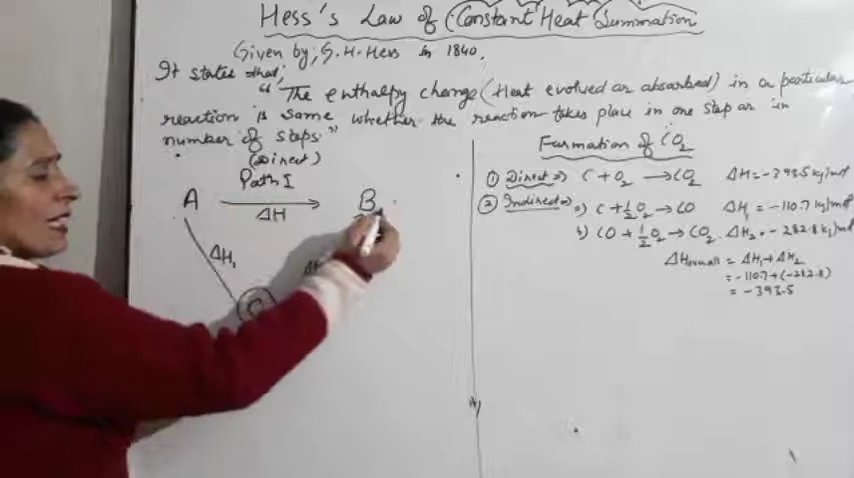 Hess's Law of Constant Heat Summation
Given by; G. H. Hess in 1840.
It states that;
"The enthalpy change (Heat evolved or absorbed) in a particular
reaction is same whether the reaction takes place in one step or in
number of steps."
(Direct)
Path I
A → B
ΔH
ΔH₁
ΔH
C
Formation of CO₂
① Direct ⇒ C + O₂ → CO₂ ΔH = -393.5 kj/mol
② Indirect ⇒ a) C + ½O₂ → CO ΔH₁ = -110.7 kj/mol
b) CO + ½O₂ → CO₂ ΔH₂ = -282.8 kj/mol
ΔHoverall = ΔH₁ + ΔH₂
= -110.7 + (-282.8)
= -393.5